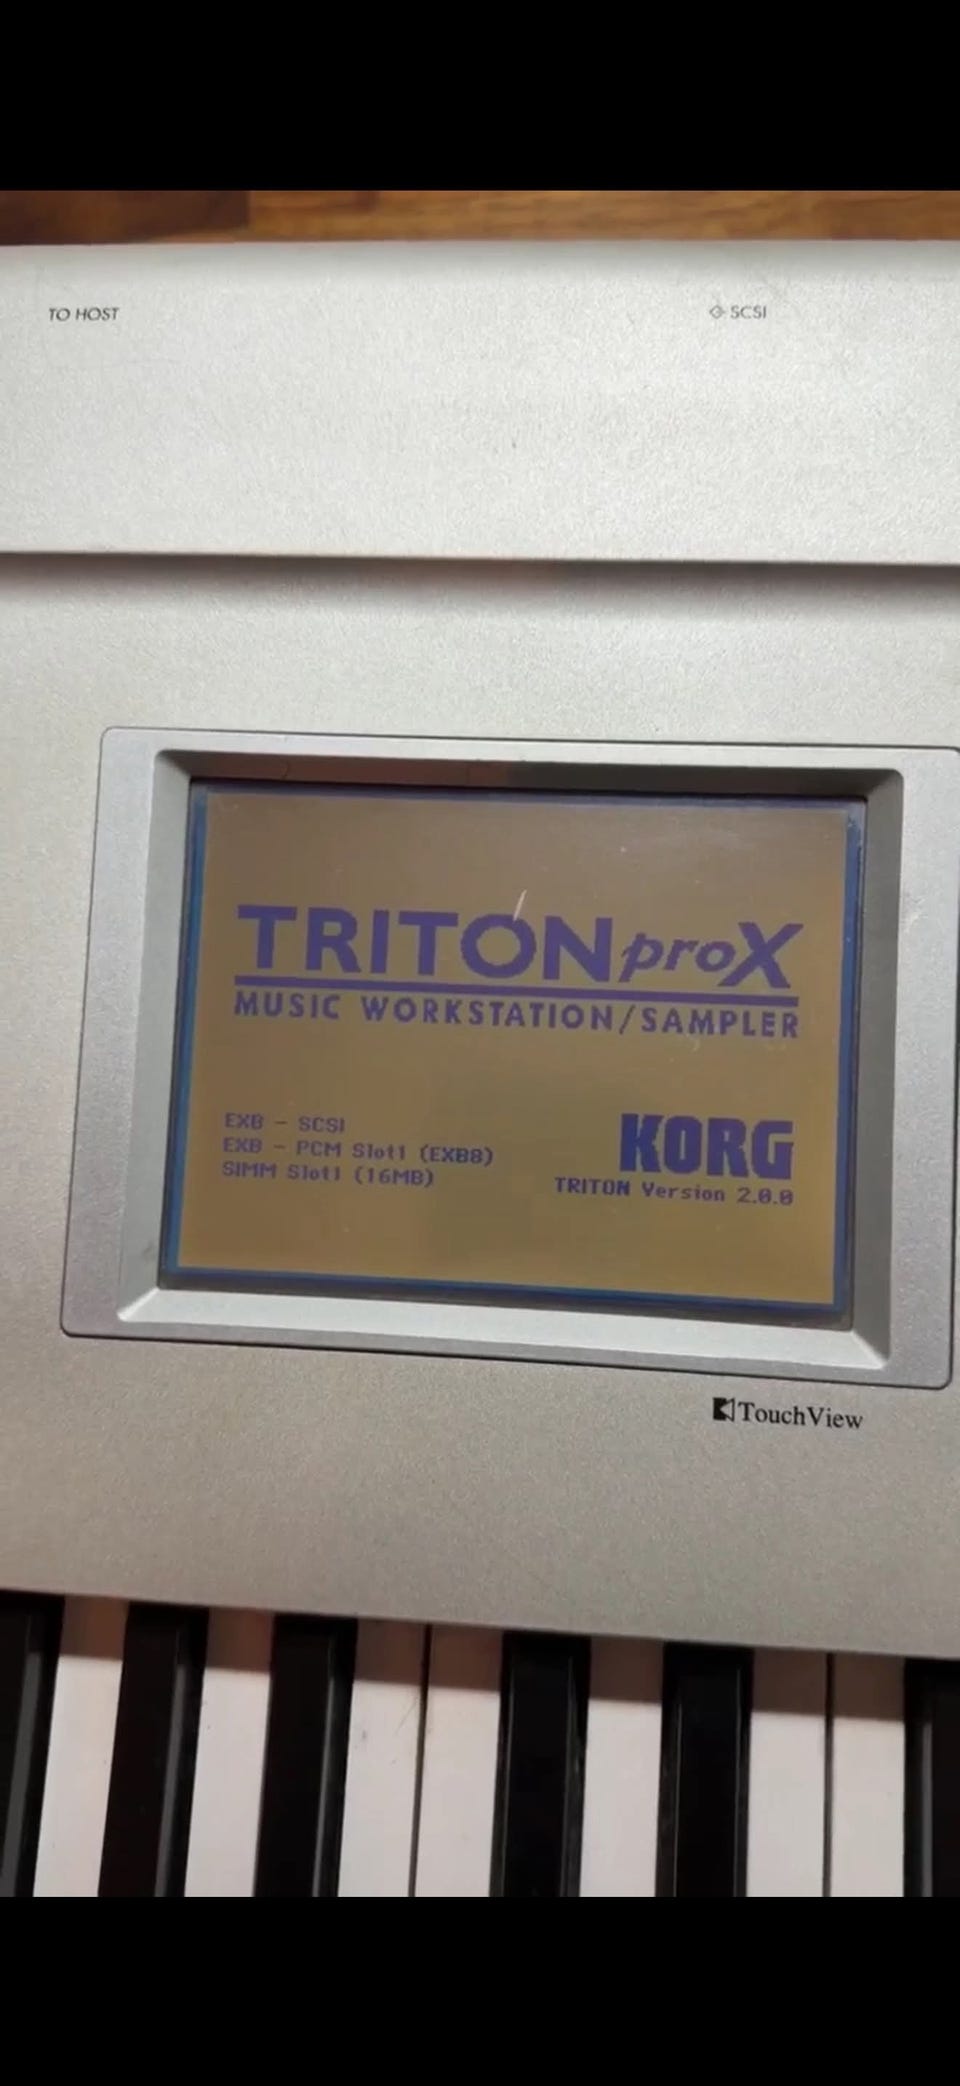 TO HOST
SCSI
TRITON proX
MUSIC WORKSTATION/SAMPLER
EXB - SCSI
EXB - PCM Slot1 (EXB8)
SIMM Slot1 (16MB)
KORG
TRITON Version 2.0.0
TouchView